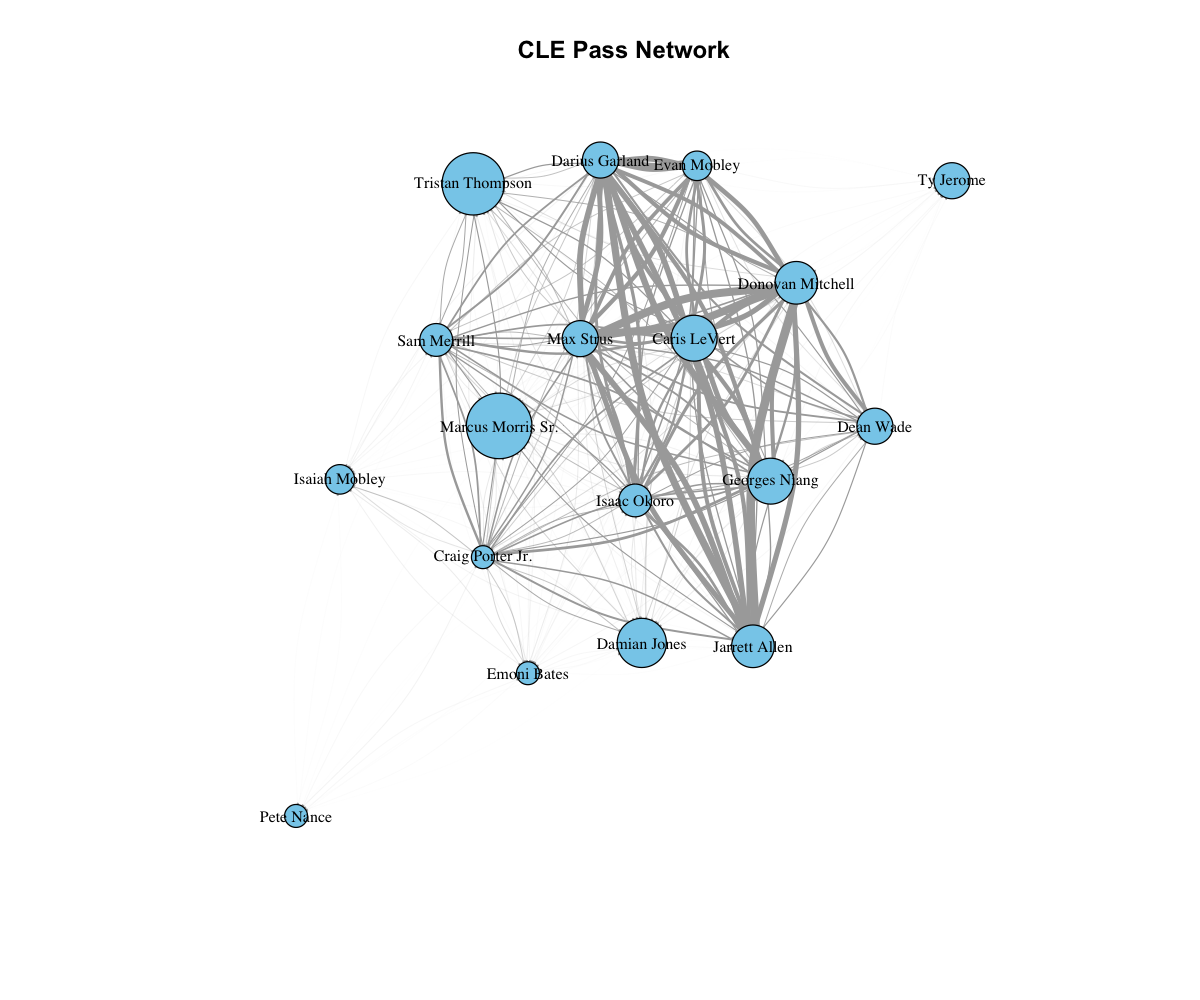 CLE Pass Network
Darius Garland
Evan Mobley
Tristan Thompson
Ty Jerome
Donovan Mitchell
Sam Merrill
Max Strus
Caris LeVert
Marcus Morris Sr.
Dean Wade
Isaiah Mobley
Georges Niang
Isaac Okoro
Craig Porter Jr.
Damian Jones
Jarrett Allen
Emoni Bates
Pete Nance